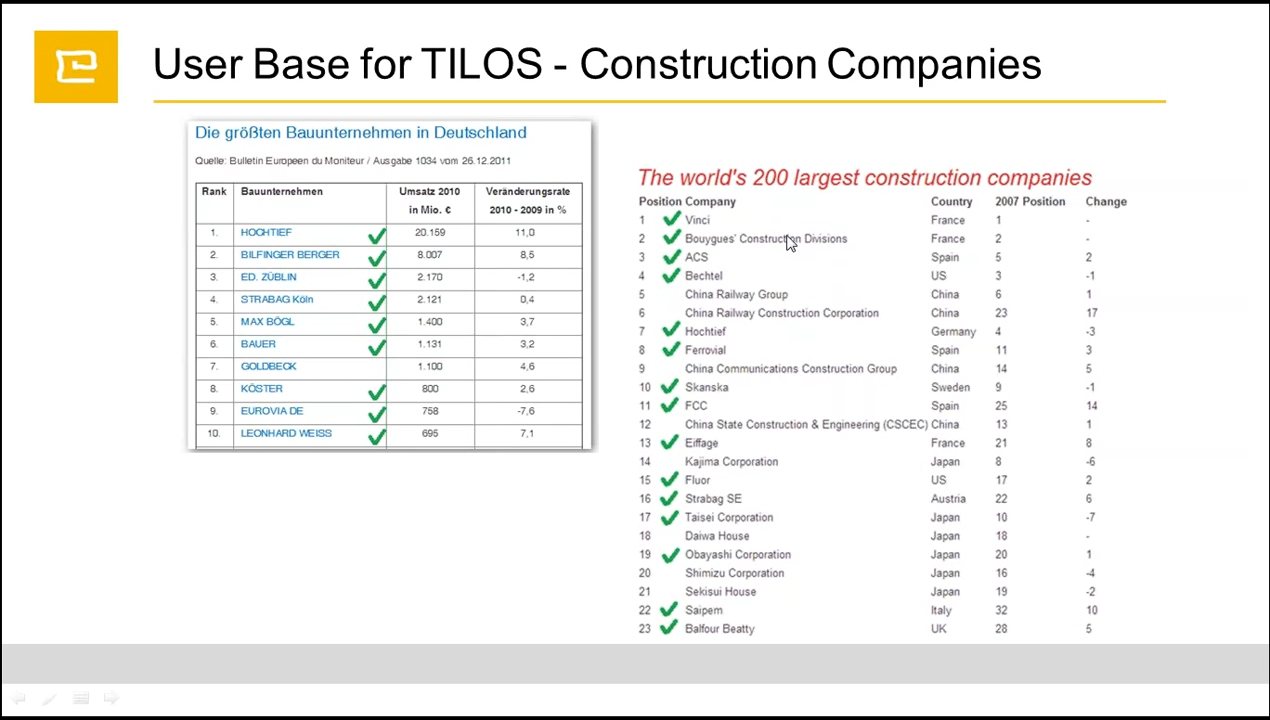 User Base for TILOS - Construction Companies
Die größten Bauunternehmen in Deutschland
Quelle: Bulletin Europeen du Moniteur / Ausgabe 1034 vom 26.12.2011
Rank Bauunternehmen Umsatz 2010 in Mio. € Veränderungsrate 2010 - 2009 in %
1. HOCHTIEF 20.159 11,0
2. BILFINGER BERGER 8.007 8,5
3. ED. ZÜBLIN 2.170 -1,2
4. STRABAG Köln 2.121 0,4
5. MAX BÖGL 1.400 3,7
6. BAUER 1.131 3,2
7. GOLDBECK 1.100 4,6
8. KÖSTER 800 2,6
9. EUROVIA DE 758 -7,6
10. LEONHARD WEISS 695 7,1
The world's 200 largest construction companies
Position Company Country 2007 Position Change
1 Vinci France 1 -
2 Bouygues' Construction Divisions France 2 -
3 ACS Spain 5 2
4 Bechtel US 3 -1
5 China Railway Group China 6 1
6 China Railway Construction Corporation China 23 17
7 Hochtief Germany 4 -3
8 Ferrovial Spain 11 3
9 China Communications Construction Group China 14 5
10 Skanska Sweden 9 -1
11 FCC Spain 25 14
12 China State Construction & Engineering (CSCEC) China 13 1
13 Eiffage France 21 8
14 Kajima Corporation Japan 8 -6
15 Fluor US 17 2
16 Strabag SE Austria 22 6
17 Taisei Corporation Japan 10 -7
18 Daiwa House Japan 18 -
19 Obayashi Corporation Japan 20 1
20 Shimizu Corporation Japan 16 -4
21 Sekisui House Japan 19 -2
22 Saipem Italy 32 10
23 Balfour Beatty UK 28 5